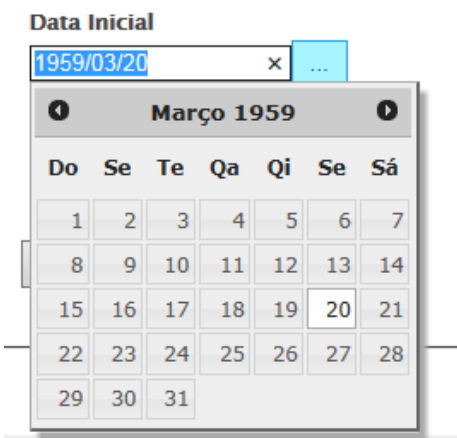 Data Inicial
1959/03/20 × ...
Março 1959
Do Se Te Qa Qi Se Sá
1 2 3 4 5 6 7
8 9 10 11 12 13 14
15 16 17 18 19 20 21
22 23 24 25 26 27 28
29 30 31